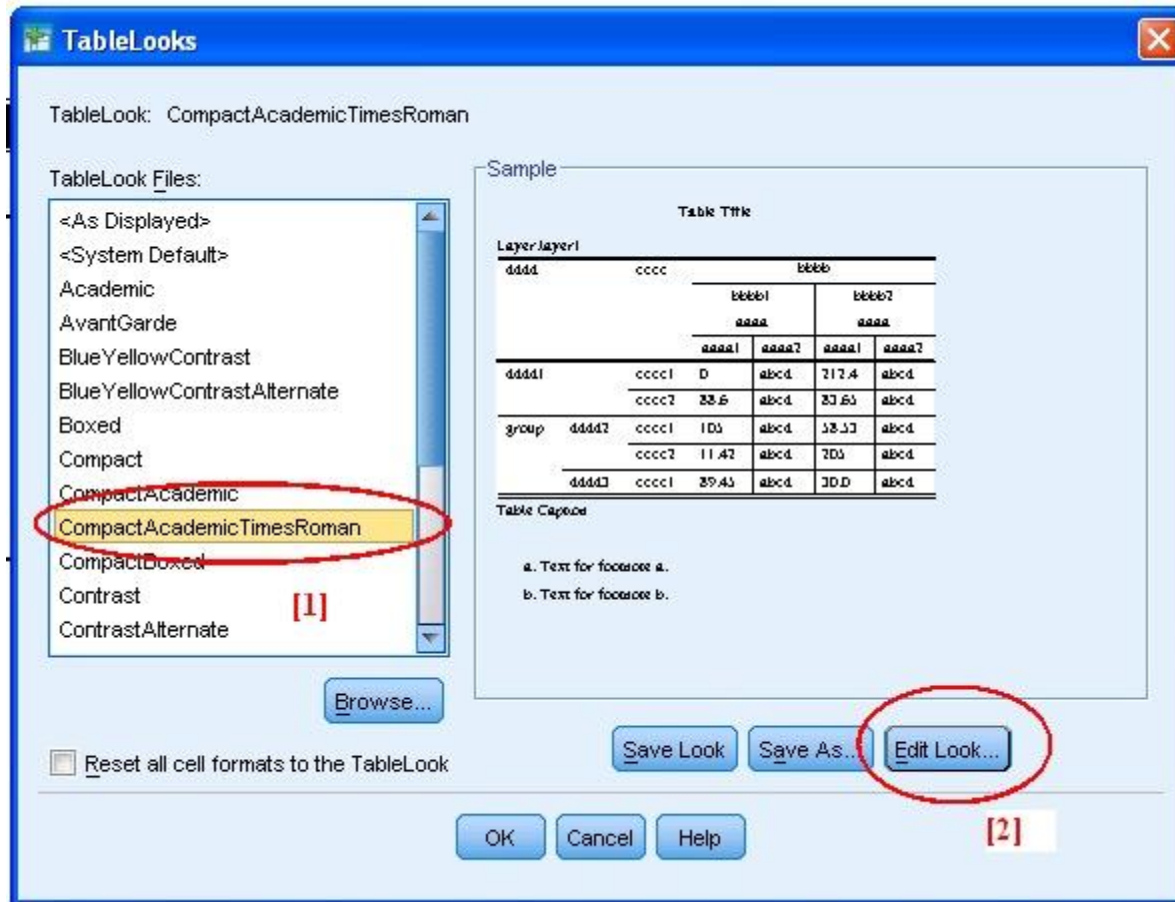 TableLooks
TableLook: CompactAcademicTimesRoman
TableLook Files:
<As Displayed>
<System Default>
Academic
AvantGarde
BlueYellowContrast
BlueYellowContrastAlternate
Boxed
Compact
CompactAcademic
CompactAcademicTimesRoman
CompactBoxed
Contrast
ContrastAlternate
[1]
Browse...
Reset all cell formats to the TableLook
Sample
Table Title
Layer layer1
dddd cccc bbbb
bbbb1 bbbb2
aaaa aaaa
aaaa1 aaaa2 aaaa1 aaaa2
dddd1 cccc1 0 abcd 212.4 abcd
cccc2 abcd abcd
group dddd2 cccc1 abcd abcd
cccc2 11.42 abcd 205 abcd
dddd3 cccc1 abcd abcd
Table Caption
a. Text for footnote a.
b. Text for footnote b.
Save Look Save As... Edit Look...
[2]
OK Cancel Help